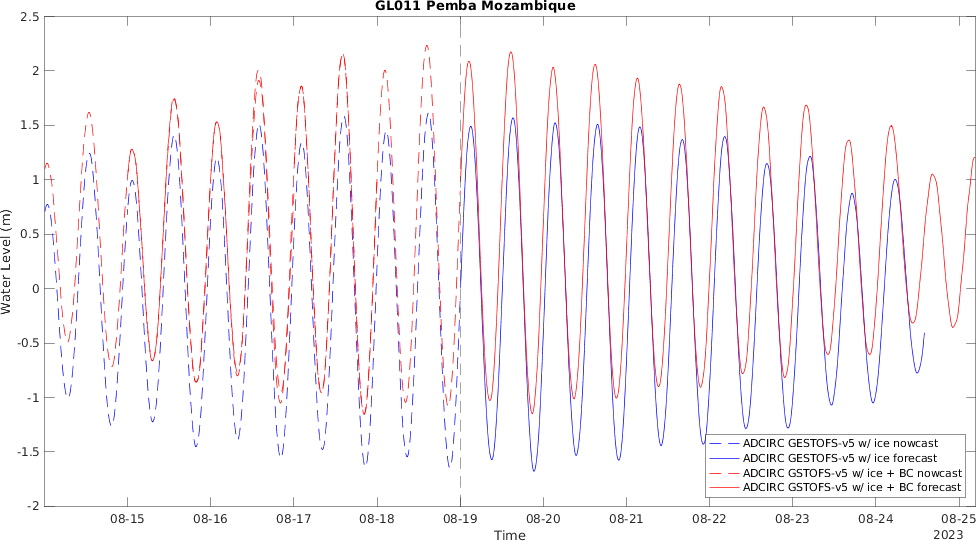 GL011 Pemba Mozambique
2.5
2
1.5
1
0.5
0
-0.5
-1
-1.5
-2
Water Level (m)
ADCIRC GESTOFS-v5 w/ ice nowcast
ADCIRC GESTOFS-v5 w/ ice forecast
ADCIRC GSTOFS-v5 w/ ice + BC nowcast
ADCIRC GSTOFS-v5 w/ ice + BC forecast
08-15 08-16 08-17 08-18 08-19 08-20 08-21 08-22 08-23 08-24 08-25
Time
2023